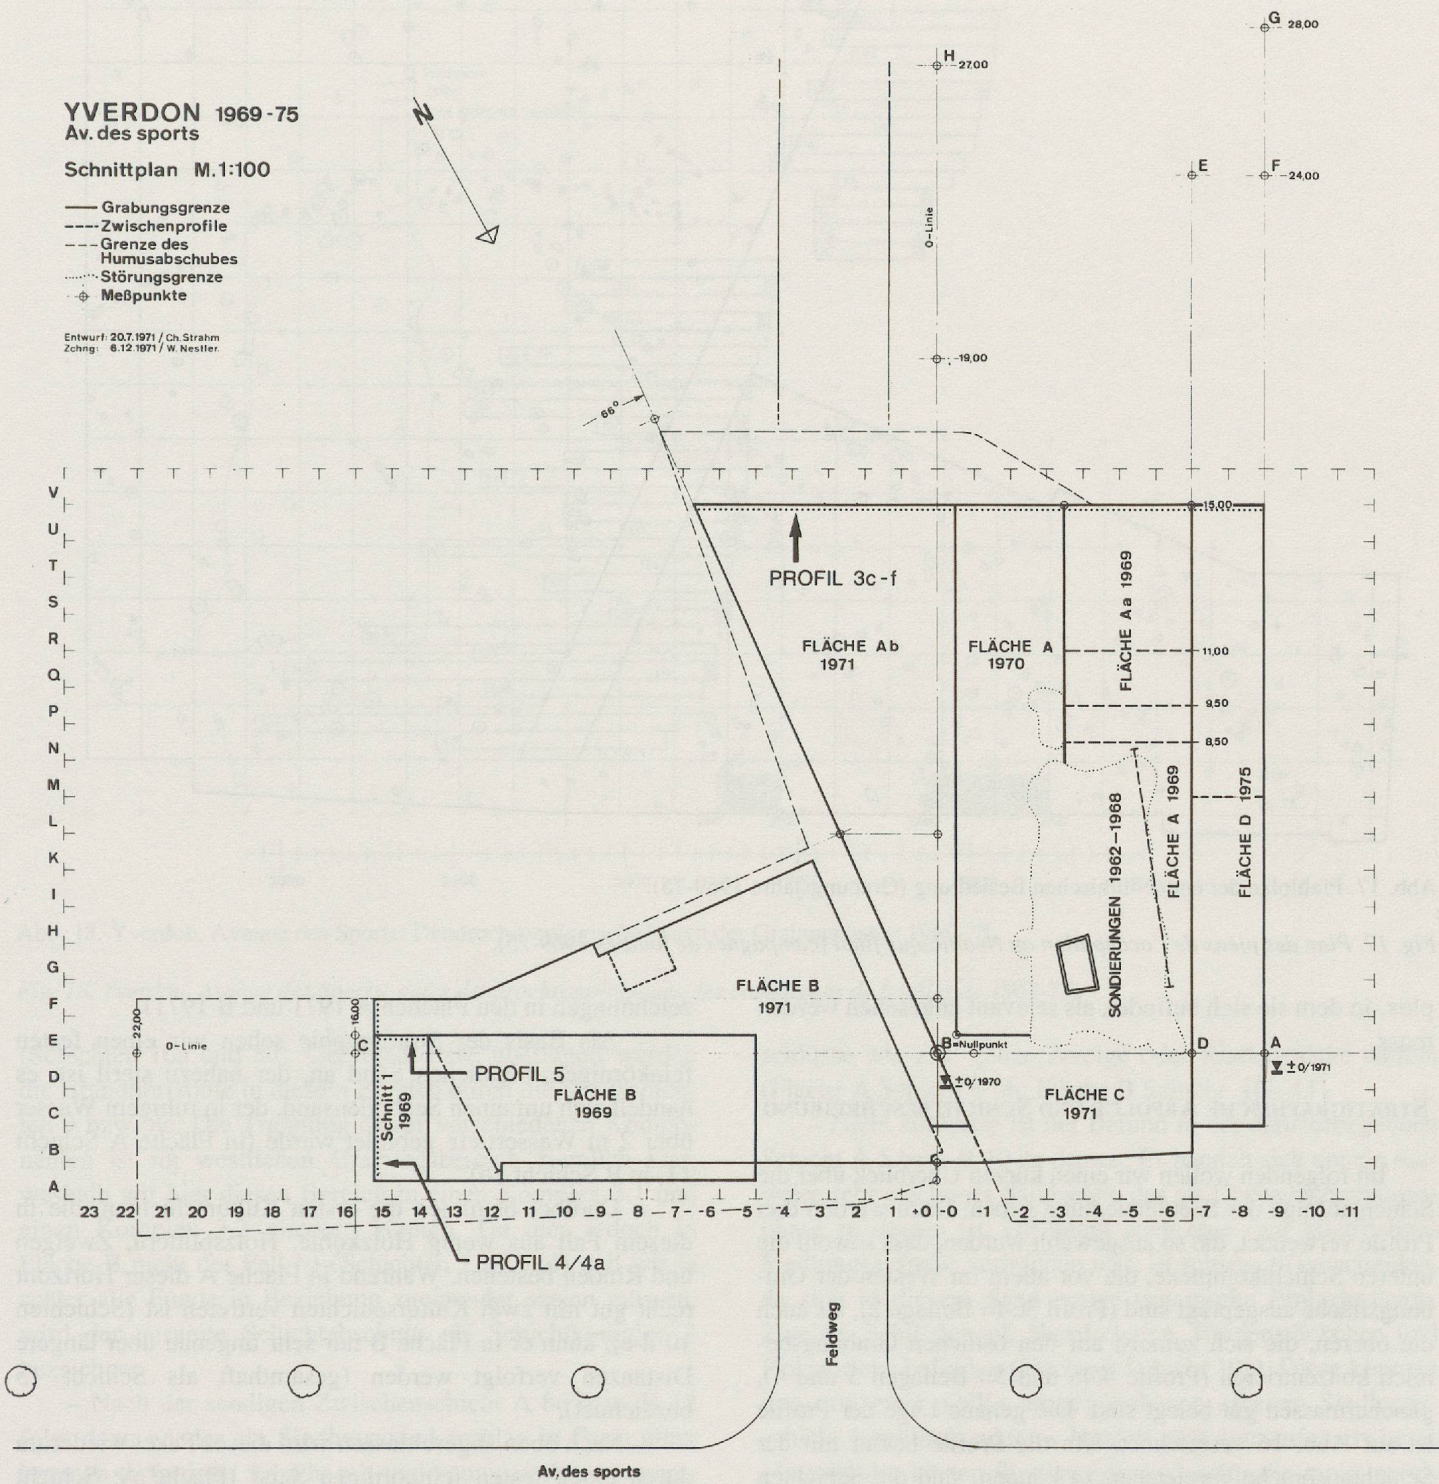 G 28,00
H 27,00
YVERDON 1969-75
Av. des sports
Schnittplan M.1:100
Grabungsgrenze
Zwischenprofile
Grenze des
Humusabschubes
Störungsgrenze
Meßpunkte
Entwurf: 20.7.1971 / Ch. Strahm
Zchng: 6.12.1971 / W. Nestler.
N
E
F 24,00
0-Linie
19,00
66°
V
U
T
S
R
Q
P
N
M
L
K
I
H
G
F
E
D
C
B
A
15,00
PROFIL 3c-f
FLÄCHE Ab
1971
FLÄCHE A
1970
FLÄCHE Aa 1969
11,00
9,50
8,50
SONDIERUNGEN 1962–1968
FLÄCHE A 1969
FLÄCHE D 1975
FLÄCHE B
1971
22,00
0-Linie
16,00
C
B=Nullpunkt
D
A
±0/1970
±0/1971
PROFIL 5
Schnitt 1
1969
FLÄCHE B
1969
FLÄCHE C
1971
23 22 21 20 19 18 17 16 15 14 13 12 11 10 9 8 7 6 5 4 3 2 1 +0 -0 -1 -2 -3 -4 -5 -6 -7 -8 -9 -10 -11
PROFIL 4/4a
Feldweg
Av. des sports